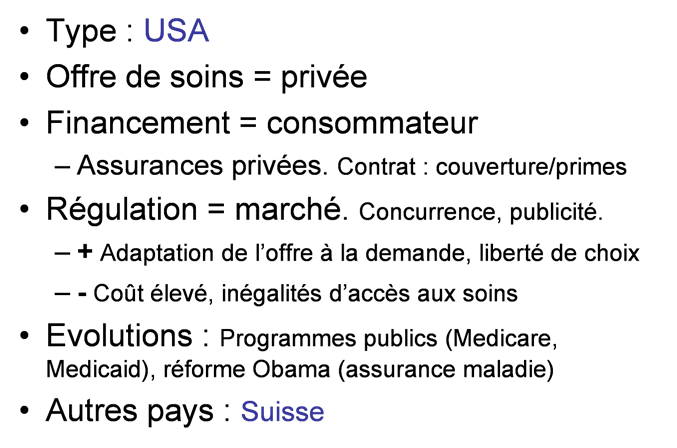 • Type : USA
• Offre de soins = privée
• Financement = consommateur
– Assurances privées. Contrat : couverture/primes
• Régulation = marché. Concurrence, publicité.
– + Adaptation de l’offre à la demande, liberté de choix
– - Coût élevé, inégalités d’accès aux soins
• Evolutions : Programmes publics (Medicare,
Medicaid), réforme Obama (assurance maladie)
• Autres pays : Suisse